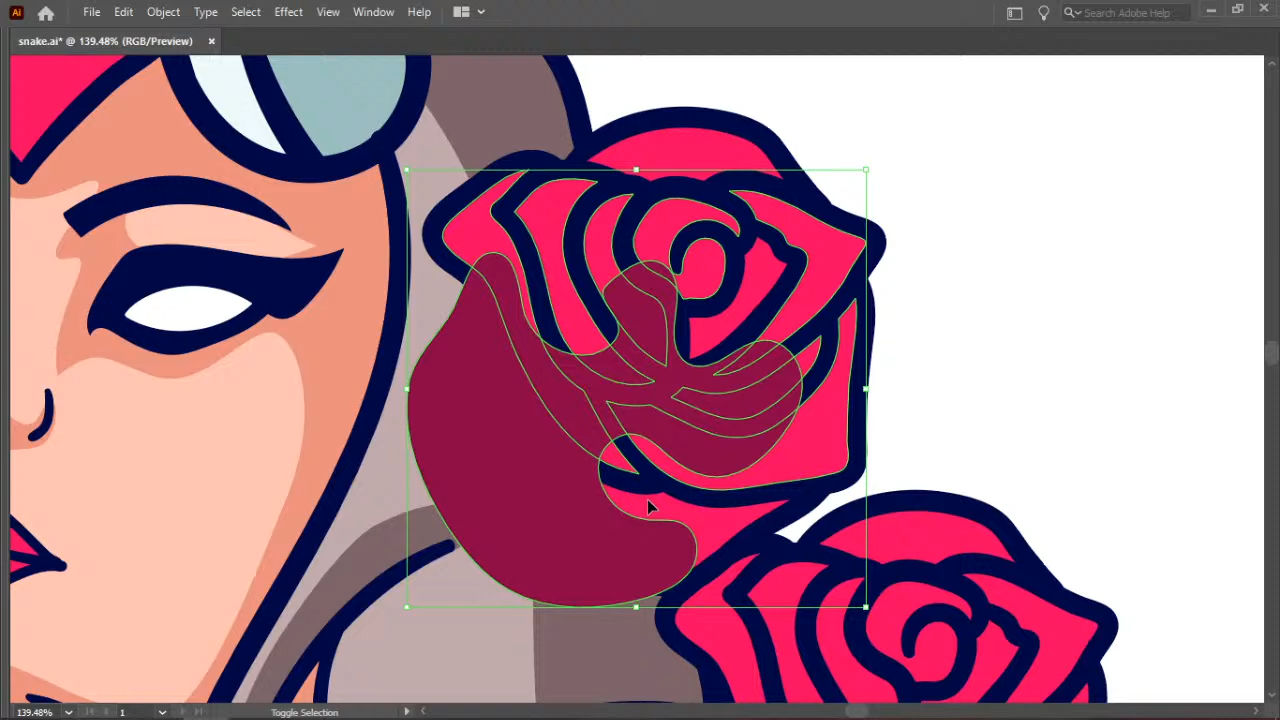 Ai File Edit Object Type Select Effect View Window Help Search Adobe Help
snake.ai* @ 139.48% (RGB/Preview)
139.48% 1 Toggle Selection